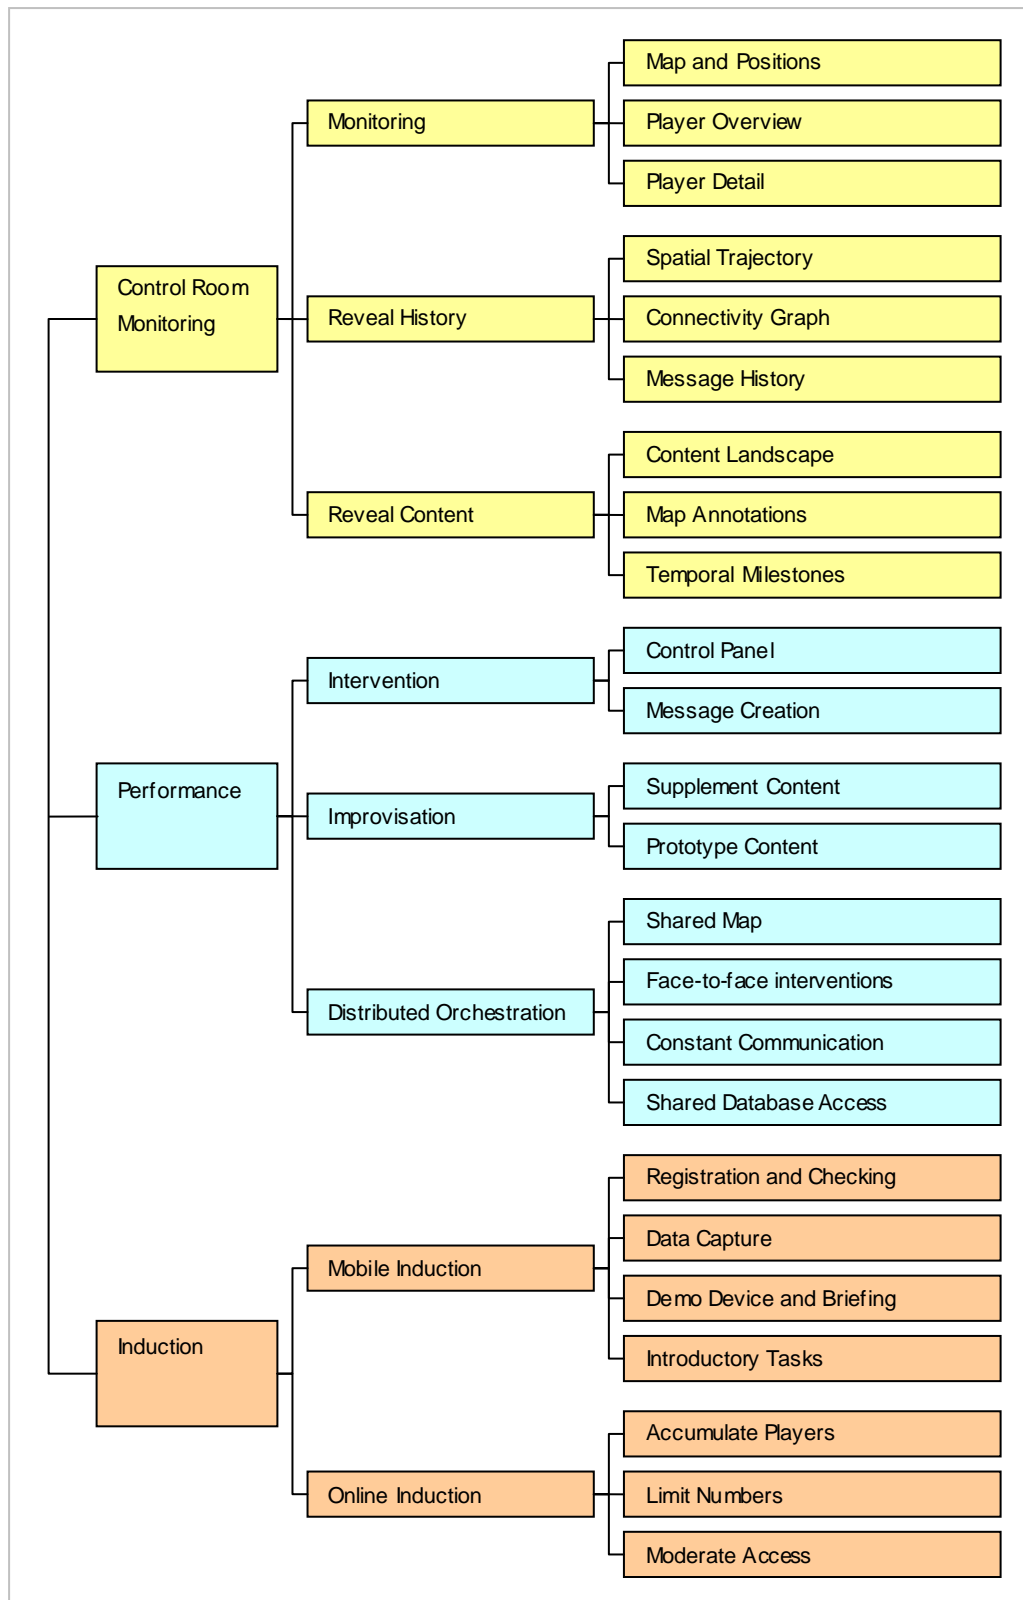 Control Room
Monitoring
Monitoring
Map and Positions
Player Overview
Player Detail
Reveal History
Spatial Trajectory
Connectivity Graph
Message History
Reveal Content
Content Landscape
Map Annotations
Temporal Milestones
Performance
Intervention
Control Panel
Message Creation
Improvisation
Supplement Content
Prototype Content
Distributed Orchestration
Shared Map
Face-to-face interventions
Constant Communication
Shared Database Access
Induction
Mobile Induction
Registration and Checking
Data Capture
Demo Device and Briefing
Introductory Tasks
Online Induction
Accumulate Players
Limit Numbers
Moderate Access